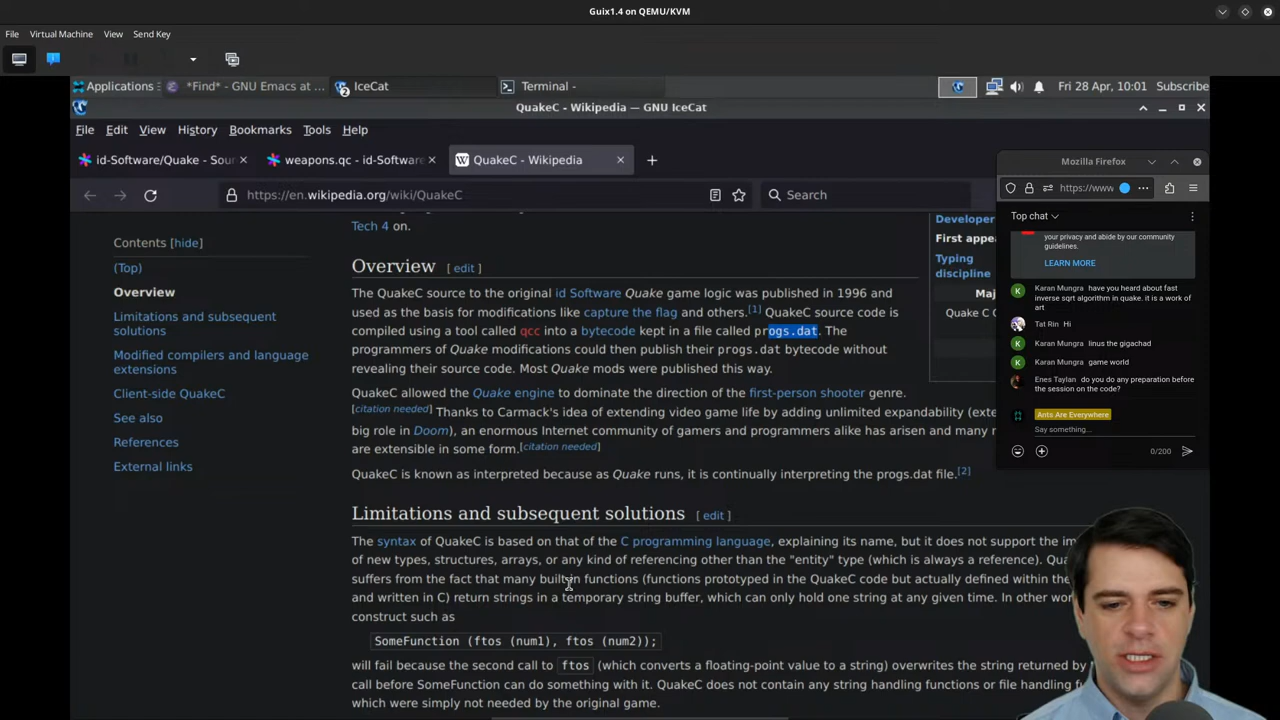 Guix1.4 on QEMU/KVM
File Virtual Machine View Send Key
Applications *Find* - GNU Emacs at ... IceCat Terminal - Fri 28 Apr, 10:01 Subscribe
QuakeC - Wikipedia — GNU IceCat
File Edit View History Bookmarks Tools Help
id-Software/Quake - Sour weapons.qc - id-Software QuakeC - Wikipedia
https://en.wikipedia.org/wiki/QuakeC Search
Tech 4 on.
Contents [hide]
(Top)
Overview
Limitations and subsequent
solutions
Modified compilers and language
extensions
Client-side QuakeC
See also
References
External links
Overview [ edit ]
The QuakeC source to the original id Software Quake game logic was published in 1996 and
used as the basis for modifications like capture the flag and others.[1] QuakeC source code is
compiled using a tool called qcc into a bytecode kept in a file called progs.dat. The
programmers of Quake modifications could then publish their progs.dat bytecode without
revealing their source code. Most Quake mods were published this way.
QuakeC allowed the Quake engine to dominate the direction of the first-person shooter genre.
[citation needed] Thanks to Carmack's idea of extending video game life by adding unlimited expandability (exte
big role in Doom), an enormous Internet community of gamers and programmers alike has arisen and many m
are extensible in some form.[citation needed]
QuakeC is known as interpreted because as Quake runs, it is continually interpreting the progs.dat file.[2]
Limitations and subsequent solutions [ edit ]
The syntax of QuakeC is based on that of the C programming language, explaining its name, but it does not support the im
of new types, structures, arrays, or any kind of referencing other than the "entity" type (which is always a reference). Qu
suffers from the fact that many builtin functions (functions prototyped in the QuakeC code but actually defined within the
and written in C) return strings in a temporary string buffer, which can only hold one string at any given time. In other wor
construct such as
SomeFunction (ftos (num1), ftos (num2));
will fail because the second call to ftos (which converts a floating-point value to a string) overwrites the string returned by
call before SomeFunction can do something with it. QuakeC does not contain any string handling functions or file handling fu
which were simply not needed by the original game.
Developer
First appe
Typing
discipline
Maj
Quake C C
Mozilla Firefox
https://www
Top chat
your privacy and abide by our community
guidelines.
LEARN MORE
Karan Mungra have you heard about fast
inverse sqrt algorithm in quake. it is a work of
art
Tat Rin Hi
Karan Mungra linus the gigachad
Karan Mungra game world
Enes Taylan do you do any preparation before
the session on the code?
Ants Are Everywhere
Say something...
0/200